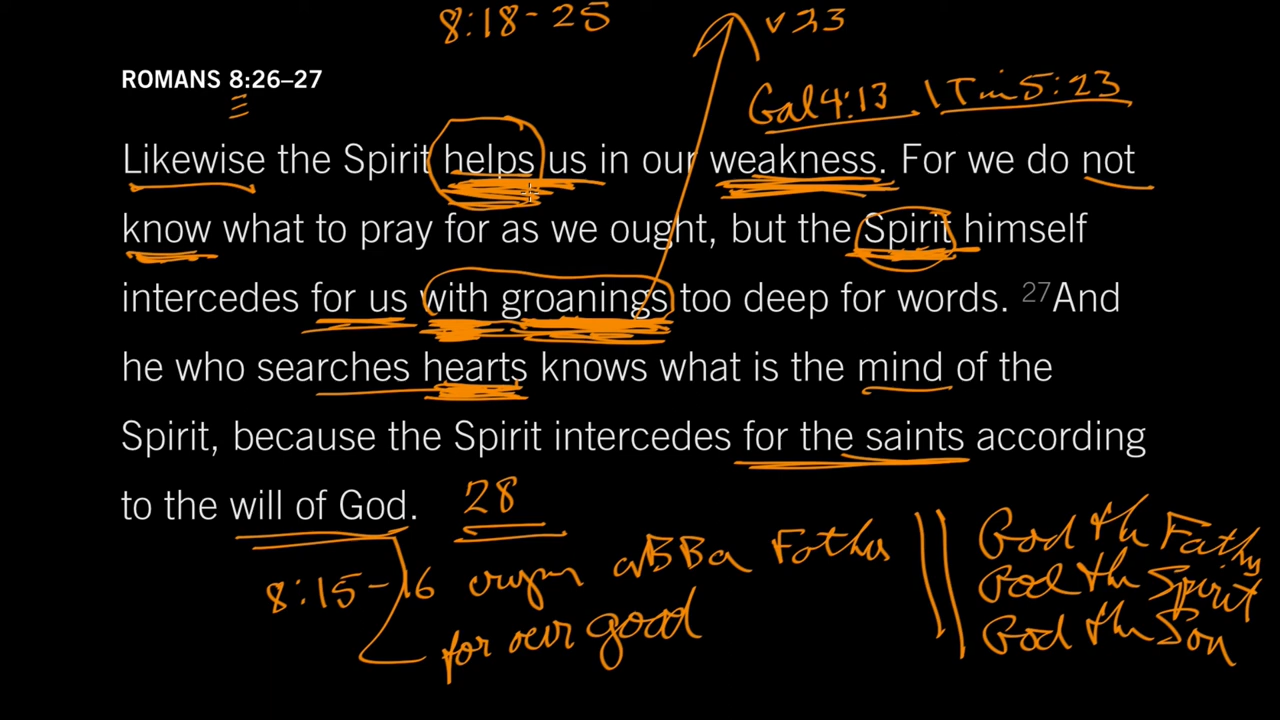 8:18-25
v23
ROMANS 8:26–27
Gal 4:13 1 Tim 5:23
Likewise the Spirit helps us in our weakness. For we do not
know what to pray for as we ought, but the Spirit himself
intercedes for us with groanings too deep for words. 27And
he who searches hearts knows what is the mind of the
Spirit, because the Spirit intercedes for the saints according
to the will of God. 28
8:15-16 aBBa Father
for our good
God the Father
God the Spirit
God the Son